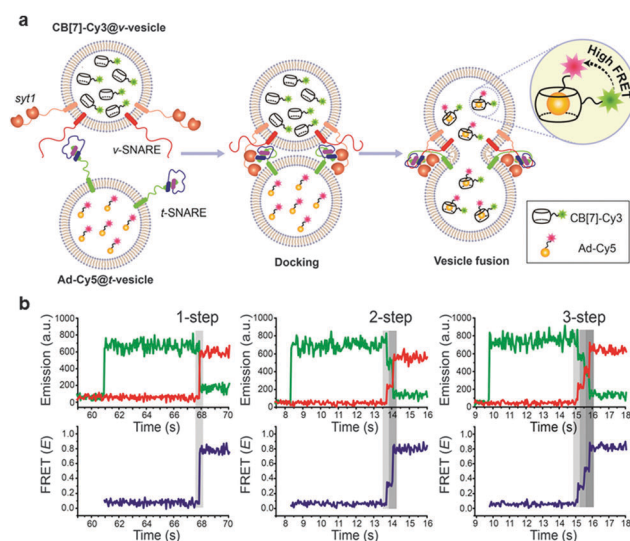 a
CB[7]-Cy3@v-vesicle
syt1
v-SNARE
t-SNARE
Ad-Cy5@t-vesicle
Docking
Vesicle fusion
High FRET
CB[7]-Cy3
Ad-Cy5
b
1-step
2-step
3-step
Emission (a.u.)
1000
800
600
400
200
0
60 62 64 66 68 70
Time (s)
Emission (a.u.)
1000
800
600
400
200
0
8 9 10 11 12 13 14 15 16
Time (s)
Emission (a.u.)
1000
800
600
400
200
0
9 10 11 12 13 14 15 16 17 18
Time (s)
FRET (E)
1.0
0.8
0.6
0.4
0.2
0.0
60 62 64 66 68 70
Time (s)
FRET (E)
1.0
0.8
0.6
0.4
0.2
0.0
8 9 10 11 12 13 14 15 16
Time (s)
FRET (E)
1.0
0.8
0.6
0.4
0.2
0.0
9 10 11 12 13 14 15 16 17 18
Time (s)